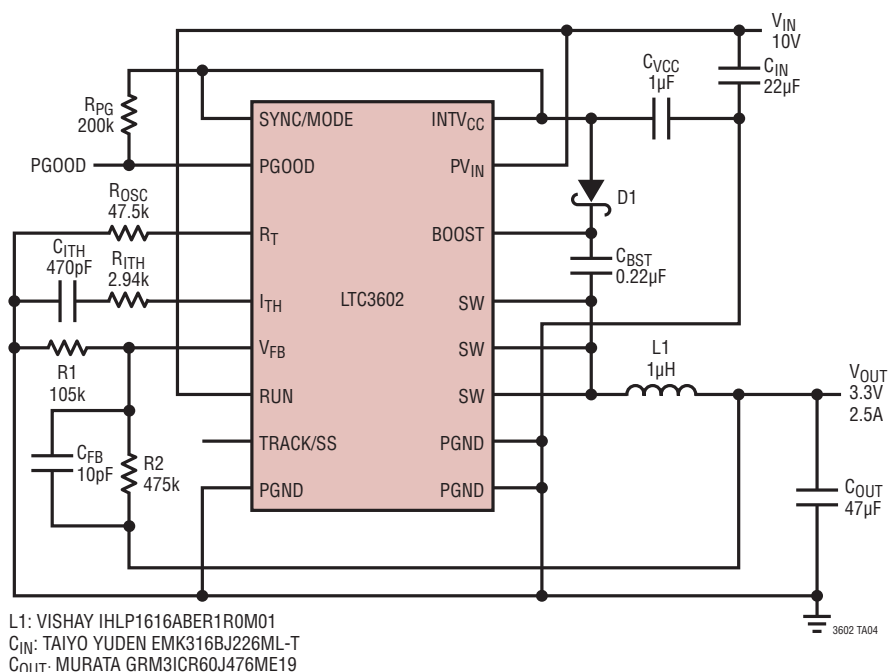 VIN
10V
CVCC
1µF
CIN
22µF
RPG
200k
PGOOD
ROSC
47.5k
CITH
470pF
RITH
2.94k
R1
105k
CFB
10pF
R2
475k
SYNC/MODE
PGOOD
RT
ITH
VFB
RUN
TRACK/SS
PGND
LTC3602
INTVCC
PVIN
BOOST
SW
SW
SW
PGND
PGND
D1
CBST
0.22µF
L1
1µH
VOUT
3.3V
2.5A
COUT
47µF
3602 TA04
L1: VISHAY IHLP1616ABER1R0M01
CIN: TAIYO YUDEN EMK316BJ226ML-T
COUT: MURATA GRM3ICR60J476ME19